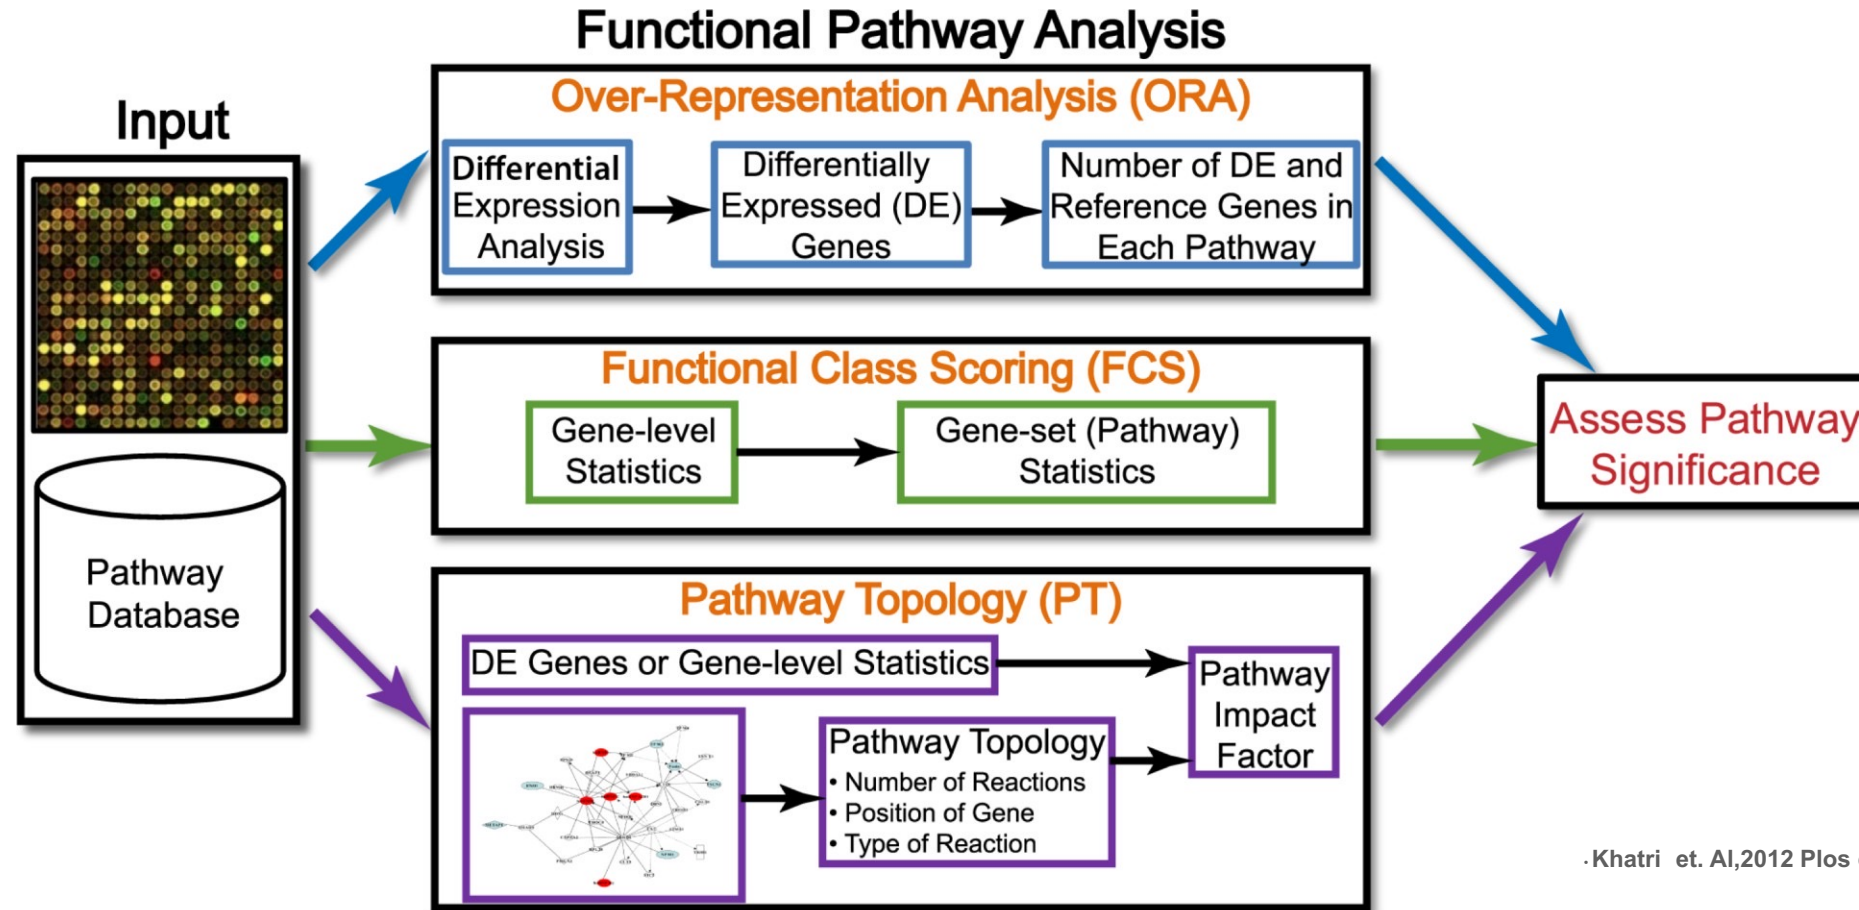 Functional Pathway Analysis
Input
Pathway
Database
Over-Representation Analysis (ORA)
Differential
Expression
Analysis
Differentially
Expressed (DE)
Genes
Number of DE and
Reference Genes in
Each Pathway
Functional Class Scoring (FCS)
Gene-level
Statistics
Gene-set (Pathway)
Statistics
Pathway Topology (PT)
DE Genes or Gene-level Statistics
Pathway Topology
• Number of Reactions
• Position of Gene
• Type of Reaction
Pathway
Impact
Factor
Assess Pathway
Significance
·Khatri et. Al,2012 Plos